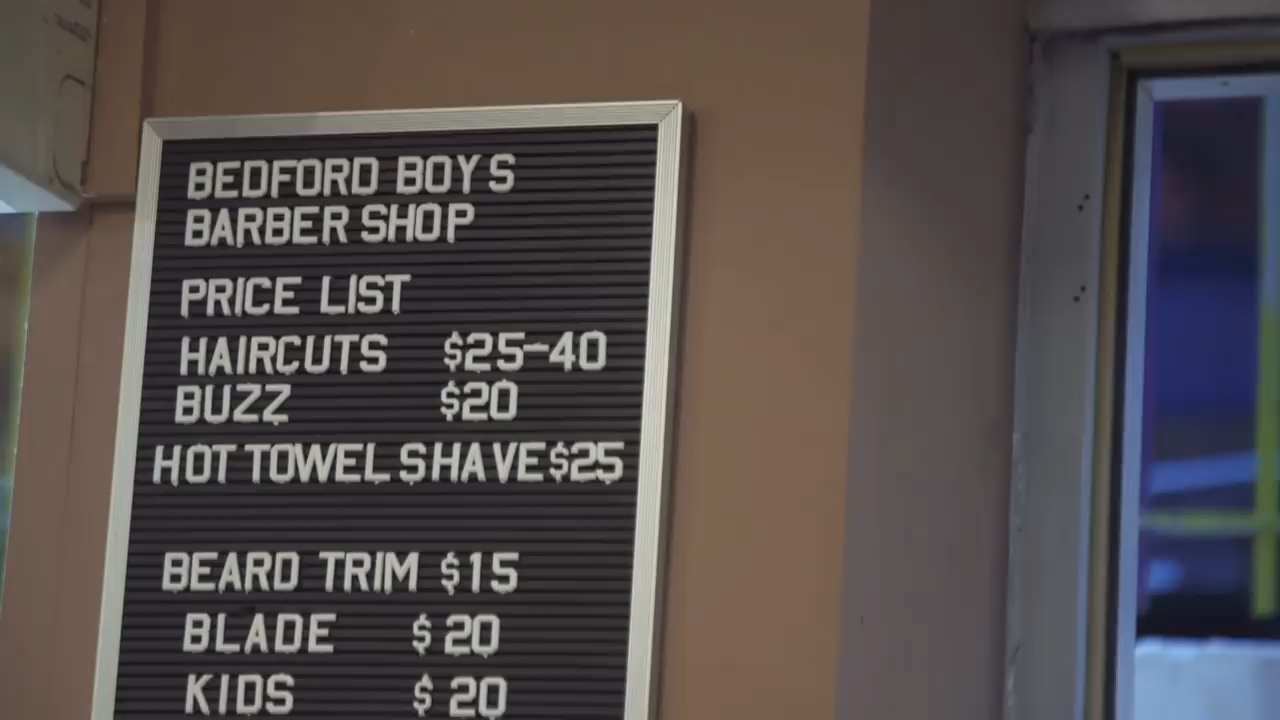 BEDFORD BOYS
BARBER SHOP
PRICE LIST
HAIRCUTS $25-40
BUZZ $20
HOT TOWEL SHAVE $25
BEARD TRIM $15
BLADE $20
KIDS $20